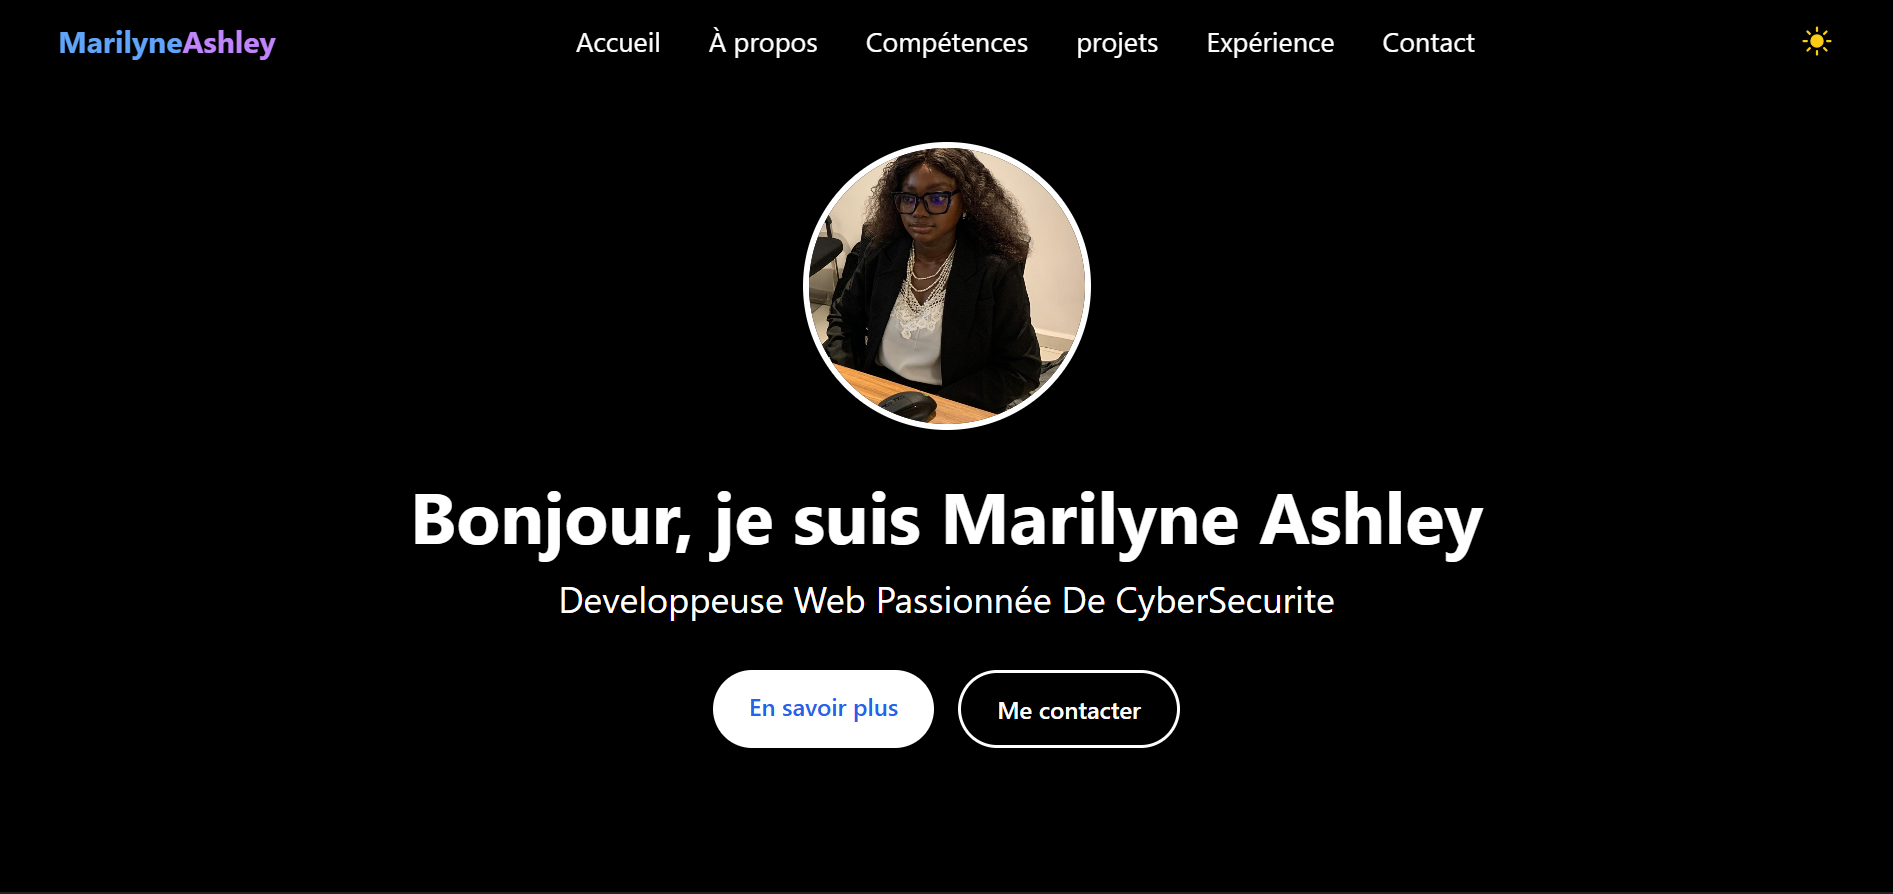 MarilyneAshley
Accueil À propos Compétences projets Expérience Contact
Bonjour, je suis Marilyne Ashley
Developpeuse Web Passionnée De CyberSecurite
En savoir plus
Me contacter